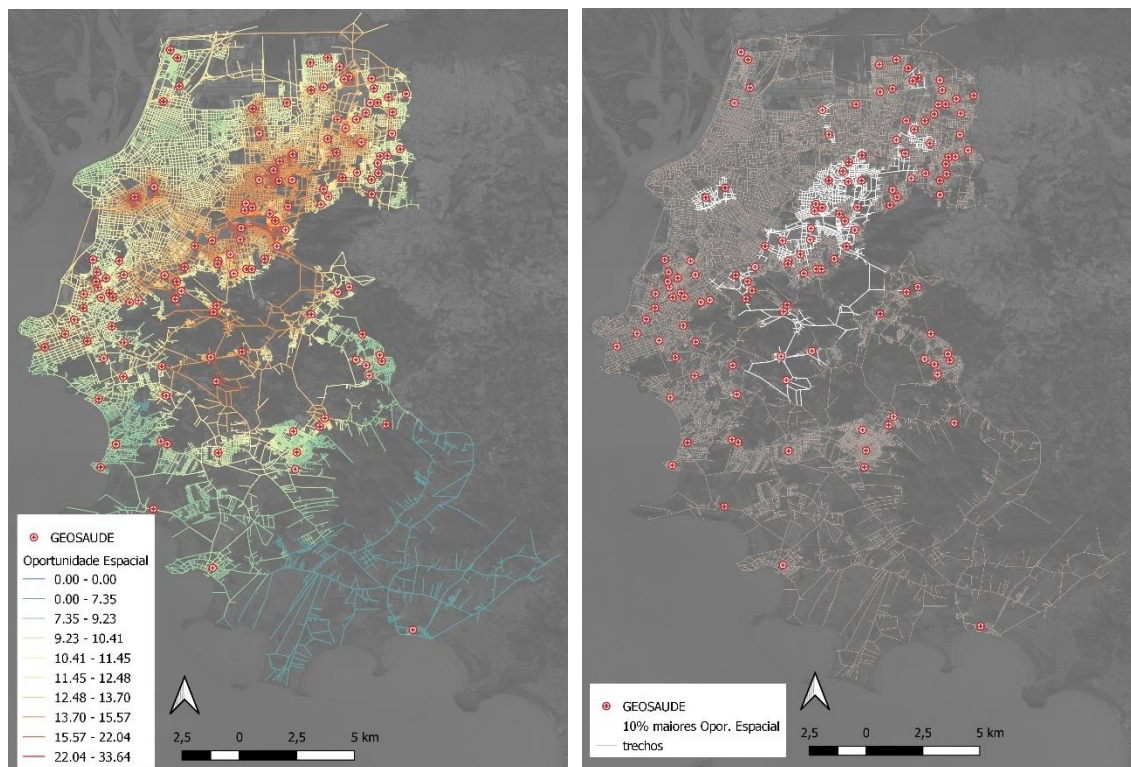 GEOSAUDE
Oportunidade Espacial
0.00 - 0.00
0.00 - 7.35
7.35 - 9.23
9.23 - 10.41
10.41 - 11.45
11.45 - 12.48
12.48 - 13.70
13.70 - 15.57
15.57 - 22.04
22.04 - 33.64
2,5 0 2,5 5 km
GEOSAUDE
10% maiores Opor. Espacial
trechos
2,5 0 2,5 5 km